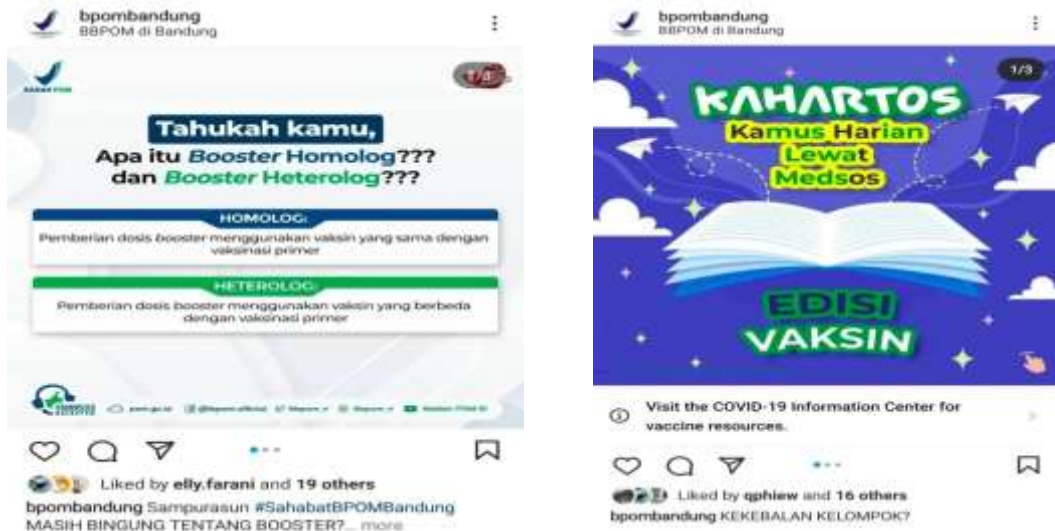 bpombandung
BBPOM di Bandung
BADAN POM
Tahukah kamu,
Apa itu Booster Homolog???
dan Booster Heterolog???
HOMOLOG:
Pemberian dosis booster menggunakan vaksin yang sama dengan
vaksinasi primer
HETEROLOG:
Pemberian dosis booster menggunakan vaksin yang berbeda
dengan vaksinasi primer
Liked by elly.farani and 19 others
bpombandung Sampurasun #SahabatBPOMBandung
MASIH BINGUNG TENTANG BOOSTER?... more
bpombandung
BBPOM di Bandung
1/3
KAHARTOS
Kamus Harian
Lewat
Medsos
EDISI
VAKSIN
Visit the COVID-19 Information Center for
vaccine resources.
Liked by qphiew and 16 others
bpombandung KEKEBALAN KELOMPOK?